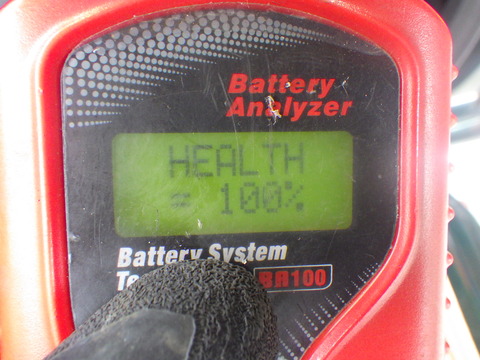 Battery
Analyzer
HEALTH
= 100%
Battery System
BA100